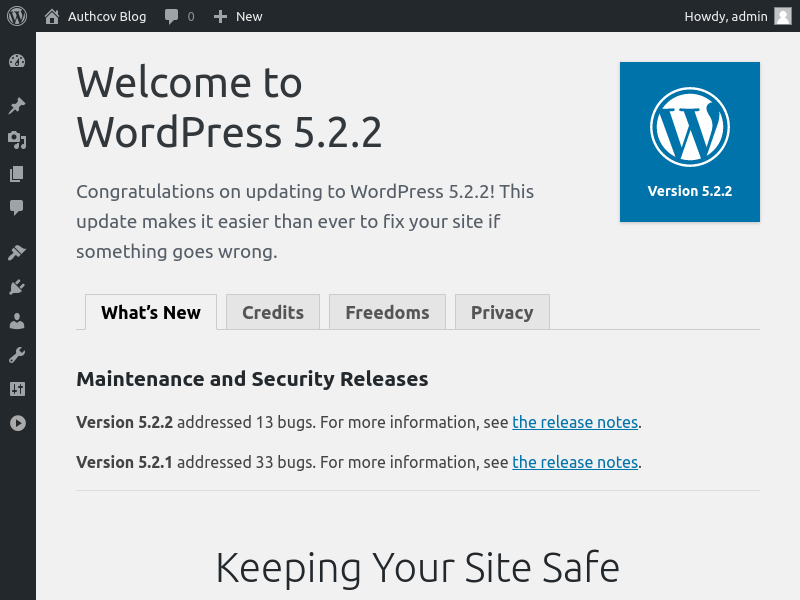 Authcov Blog 0 New Howdy, admin
Welcome to
WordPress 5.2.2
Version 5.2.2
Congratulations on updating to WordPress 5.2.2! This
update makes it easier than ever to fix your site if
something goes wrong.
What’s New Credits Freedoms Privacy
Maintenance and Security Releases
Version 5.2.2 addressed 13 bugs. For more information, see the release notes.
Version 5.2.1 addressed 33 bugs. For more information, see the release notes.
Keeping Your Site Safe